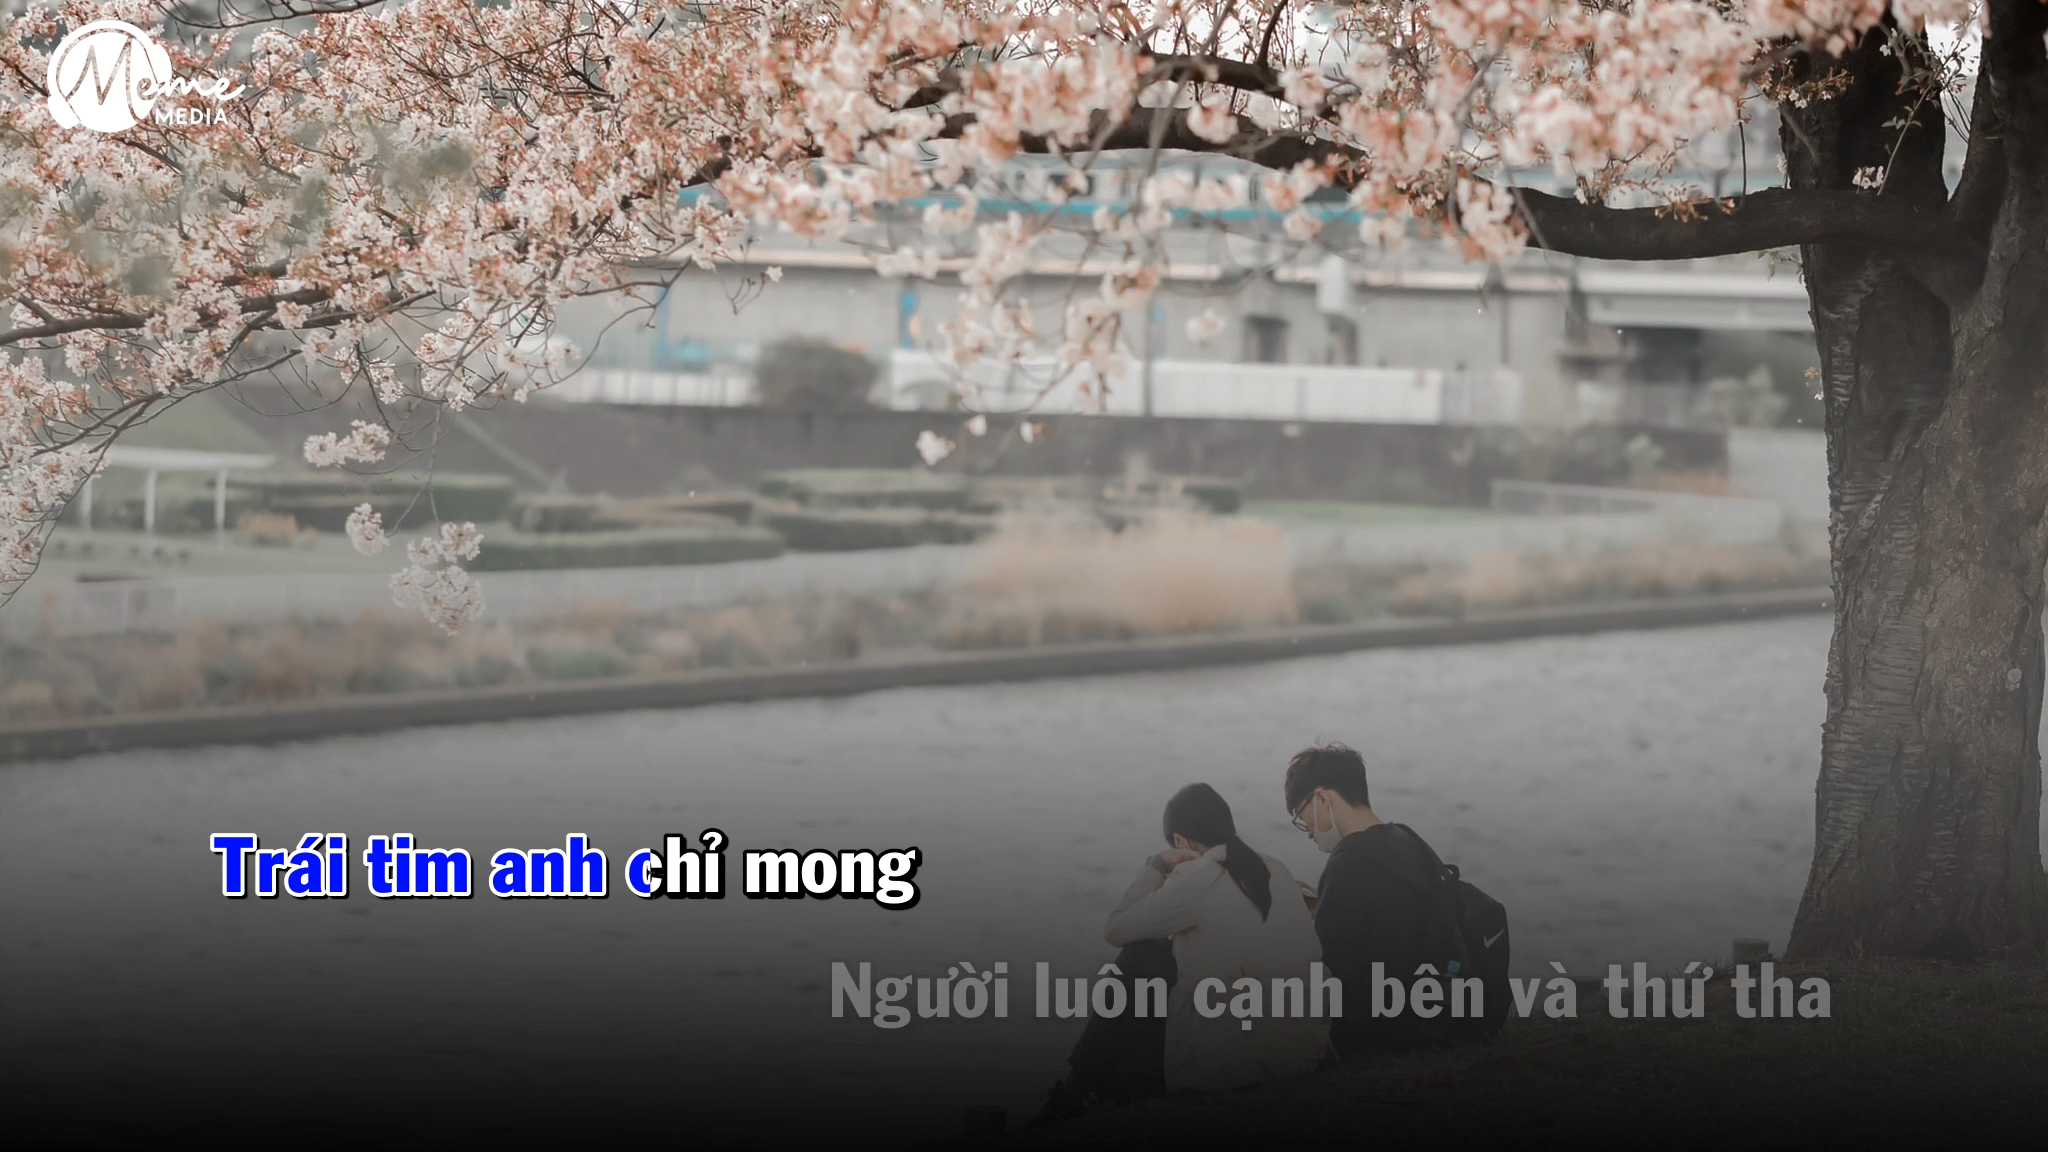 Meme
MEDIA
Trái tim anh chỉ mong
Người luôn cạnh bên và thứ tha